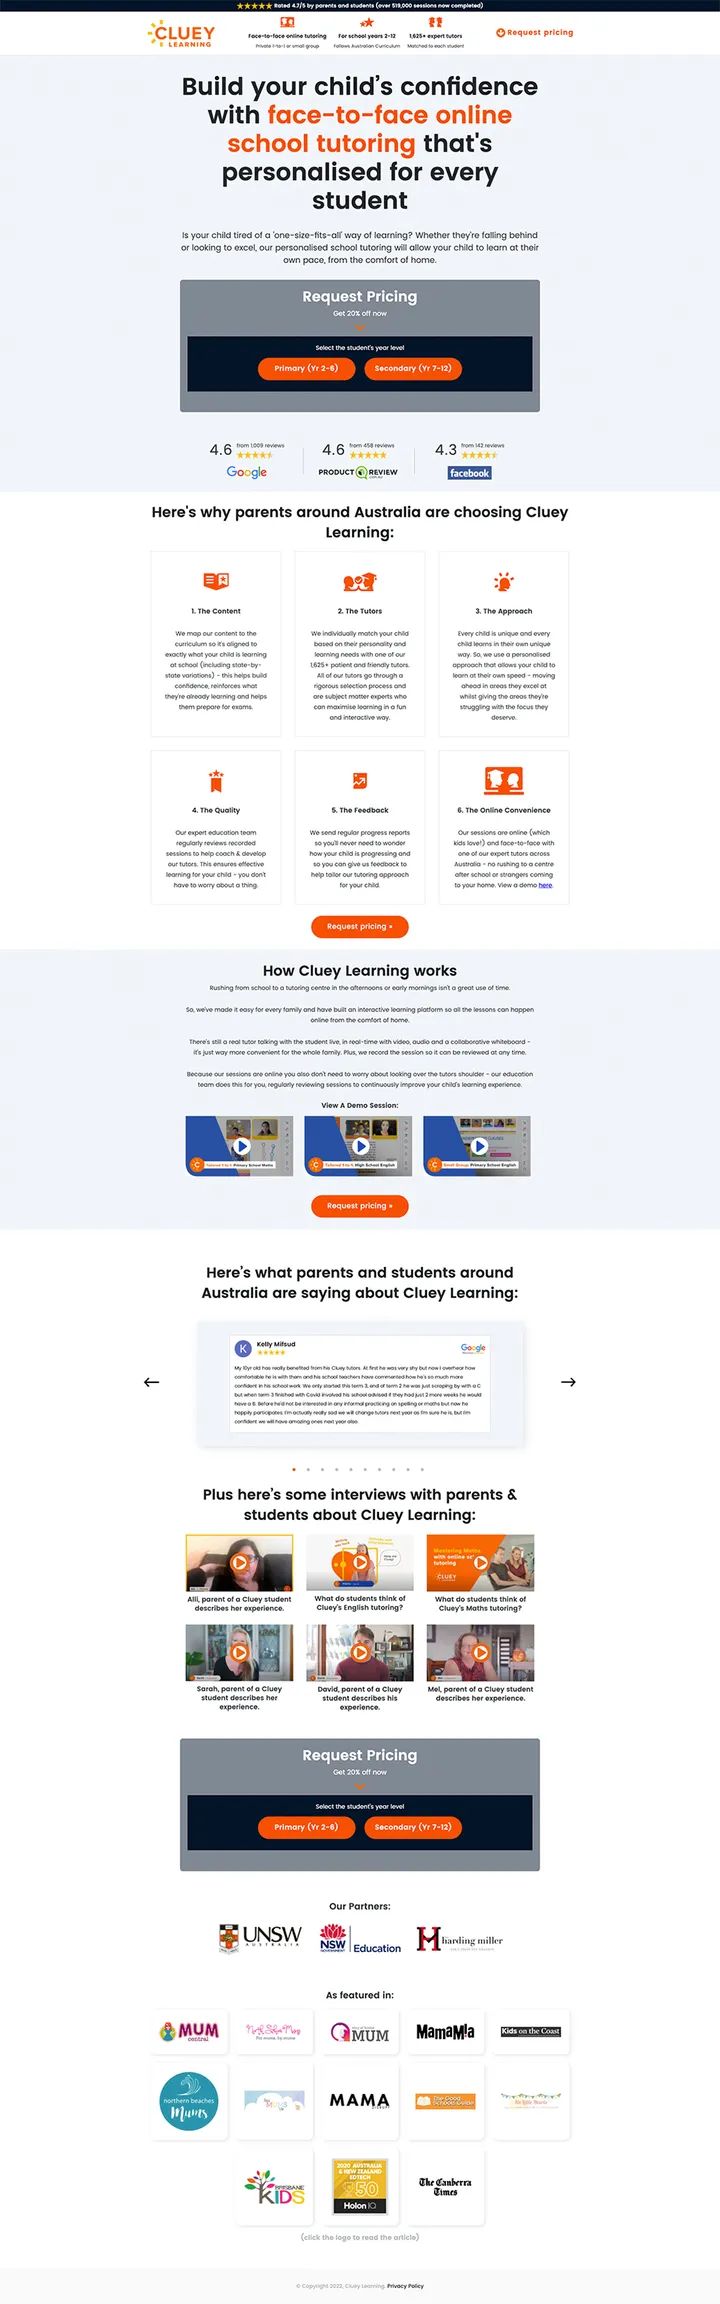 Rated 4.7/5 by parents and students (over 519,000 sessions now completed)
CLUEY
LEARNING
Face-to-face online tutoring
Private 1-to-1 or small group
For school years 2-12
Follows Australian Curriculum
1,625+ expert tutors
Matched to each student
Request pricing
Build your child's confidence
with face-to-face online
school tutoring that's
personalised for every
student
Is your child tired of a 'one-size-fits-all' way of learning? Whether they're falling behind
or looking to excel, our personalised school tutoring will allow your child to learn at their
own pace, from the comfort of home.
Request Pricing
Get 20% off now
Select the student's year level
Primary (Yr 2-6)
Secondary (Yr 7-12)
4.6 from 1,009 reviews
Google
4.6 from 458 reviews
PRODUCT REVIEW
.com.au
4.3 from 142 reviews
facebook
Here's why parents around Australia are choosing Cluey
Learning:
1. The Content
We map our content to the
curriculum so it's aligned to
exactly what your child is learning
at school (including state-by-
state variations) - this helps build
confidence, reinforces what
they're already learning and helps
them prepare for exams.
2. The Tutors
We individually match your child
based on their personality and
learning needs with one of our
1,625+ patient and friendly tutors.
All of our tutors go through a
rigorous selection process and
are subject matter experts who
can maximise learning in a fun
and interactive way.
3. The Approach
Every child is unique and every
child learns in their own unique
way. So, we use a personalised
approach that allows your child to
learn at their own speed - moving
ahead in areas they excel at
whilst giving the areas they're
struggling with the focus they
deserve.
4. The Quality
Our expert education team
regularly reviews recorded
sessions to help coach & develop
our tutors. This ensures effective
learning for your child - you don't
have to worry about a thing.
5. The Feedback
We send regular progress reports
so you'll never need to wonder
how your child is progressing and
so you can give us feedback to
help tailor our tutoring approach
for your child.
6. The Online Convenience
Our sessions are online (which
kids love!) and face-to-face with
one of our expert tutors across
Australia - no rushing to a centre
after school or strangers coming
to your home. View a demo here.
Request pricing »
How Cluey Learning works
Rushing from school to a tutoring centre in the afternoons or early mornings isn't a great use of time.
So, we've made it easy for every family and have built an interactive learning platform so all the lessons can happen
online from the comfort of home.
There's still a real tutor talking with the student live, in real-time with video, audio and a collaborative whiteboard -
it's just way more convenient for the whole family. Plus, we record the session so it can be reviewed at any time.
Because our sessions are online you also don't need to worry about looking over the tutors shoulder - our education
team does this for you, regularly reviewing sessions to continuously improve your child's learning experience.
View A Demo Session:
Tailored 1 to 1: Primary School Maths
Tailored 1 to 1: High School English
Small Group: Primary School English
Request pricing »
Here's what parents and students around
Australia are saying about Cluey Learning:
K
Kelly Mifsud
Google
My 10yr old has really benefited from his Cluey tutors. At first he was very shy but now I overhear how
comfortable he is with them and his school teachers have commented how he's so much more
confident in his school work. We only started this term 3, and of term 2 he was just scraping by with a C
but when term 3 finished with Covid involved his school advised if they had just 2 more weeks he would
have a B. Before he'd not be interested in any informal practicing on spelling or maths but now he
happily participates. I'm actually really sad we will change tutors next year as I'm sure he is, but I'm
confident we will have amazing ones next year also.
Plus here's some interviews with parents &
students about Cluey Learning:
Mastering Maths
with online
CLUEY
Alli, parent of a Cluey student
describes her experience.
What do students think of
Cluey's English tutoring?
What do students think of
Cluey's Maths tutoring?
Sarah, parent of a Cluey
student describes her
experience.
David, parent of a Cluey
student describes his
experience.
Mel, parent of a Cluey student
describes her experience.
Request Pricing
Get 20% off now
Select the student's year level
Primary (Yr 2-6)
Secondary (Yr 7-12)
Our Partners:
UNSW
AUSTRALIA
NSW
GOVERNMENT
Education
harding miller
As featured in:
MUM
central
North Shore Mums
For mums, by mums
MUM
MamaMia
Kids on the Coast
northern beaches
Mums
MAMA
DISRUPT
The Good
Schools Guide
BRISBANE
KIDS
2020 AUSTRALIA
& NEW ZEALAND
EDTECH
50
HolonIQ
The Canberra
Times
(click the logo to read the article)
© Copyright 2022, Cluey Learning. Privacy Policy